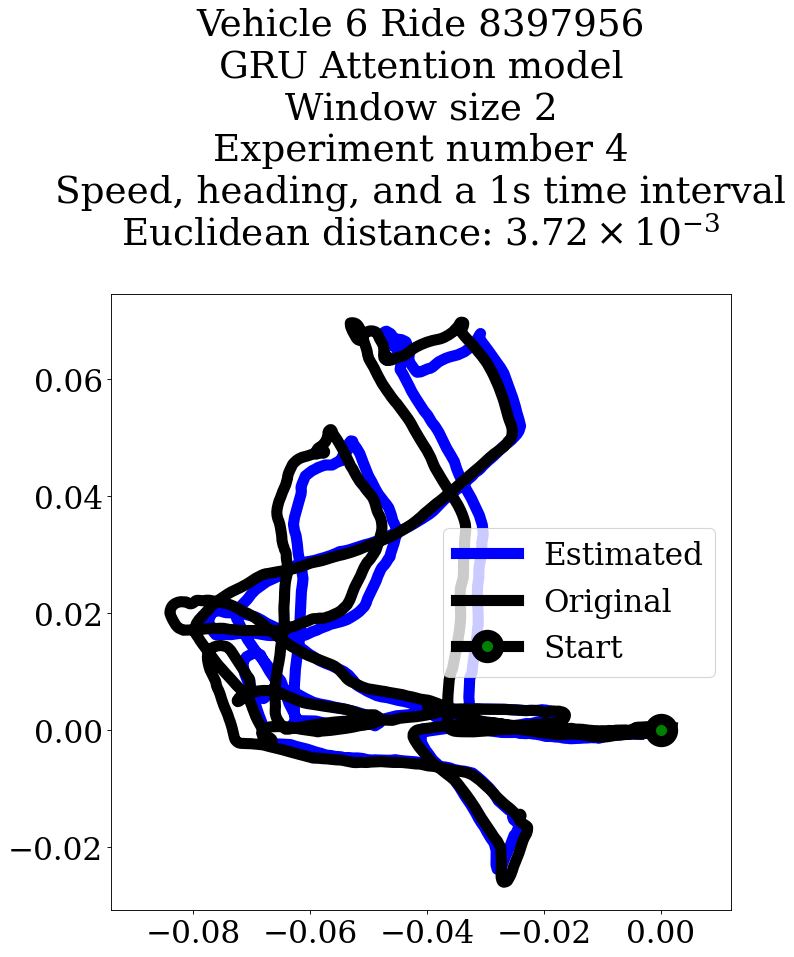 Vehicle 6 Ride 8397956
GRU Attention model
Window size 2
Experiment number 4
Speed, heading, and a 1s time interval
Euclidean distance: 3.72 × 10⁻³
0.06
0.04
0.02
0.00
−0.02
Estimated
Original
Start
−0.08 −0.06 −0.04 −0.02 0.00